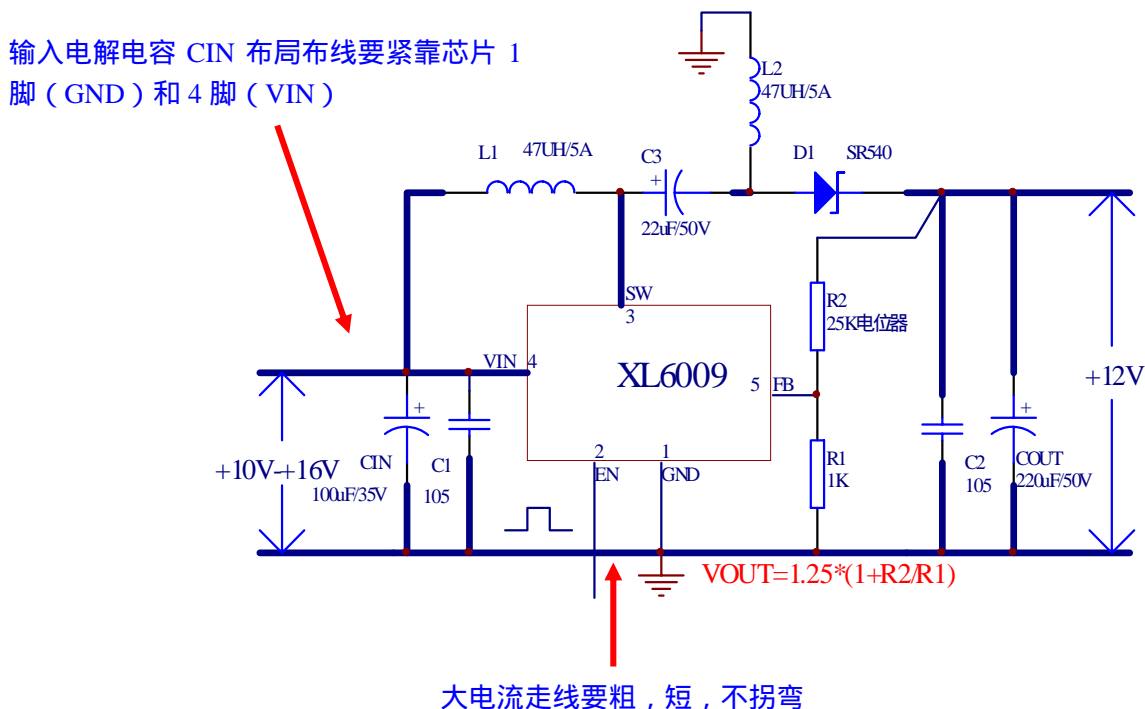 输入电解电容 CIN 布局布线要紧靠芯片 1
脚（GND）和 4 脚（VIN）
L2
47UH/5A
L1
47UH/5A
C3
+
22uF/50V
D1
SR540
SW
3
R2
25K电位器
VIN 4
XL6009
5 FB
+12V
+
CIN
100uF/35V
C1
105
+10V-+16V
2
EN
1
GND
R1
1K
C2
105
+
COUT
220uF/50V
VOUT=1.25*(1+R2/R1)
大电流走线要粗，短，不拐弯